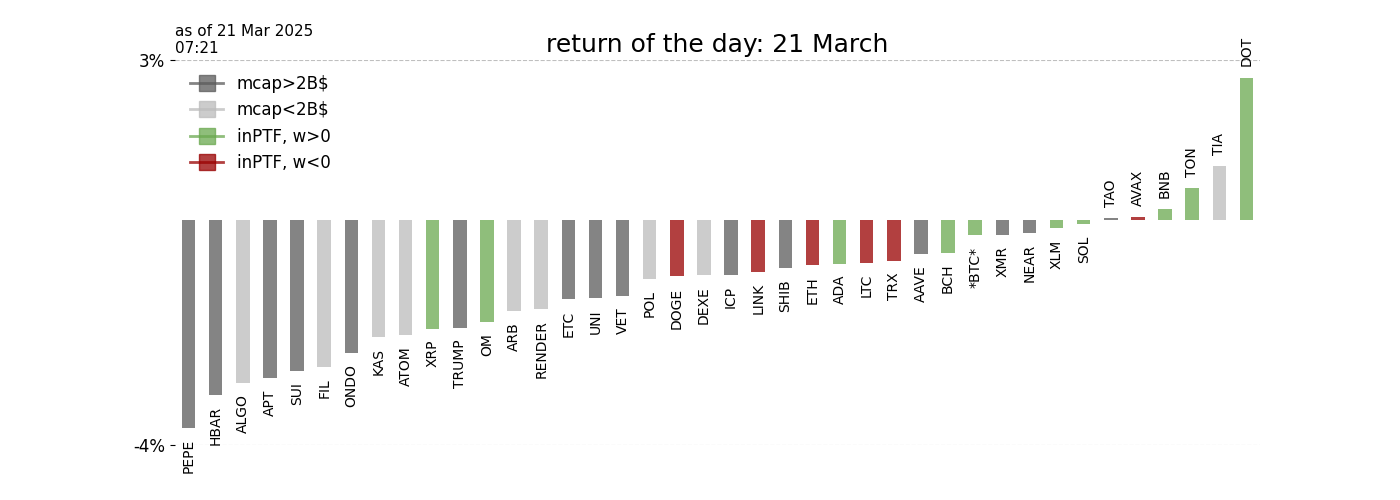 as of 21 Mar 2025
07:21
return of the day: 21 March
3%
mcap>2B$
mcap<2B$
inPTF, w>0
inPTF, w<0
-4%
PEPE
HBAR
ALGO
APT
SUI
FIL
ONDO
KAS
ATOM
XRP
TRUMP
OM
ARB
RENDER
ETC
UNI
VET
POL
DOGE
DEXE
ICP
LINK
SHIB
ETH
ADA
LTC
TRX
AAVE
BCH
*BTC*
XMR
NEAR
XLM
SOL
TAO
AVAX
BNB
TON
TIA
DOT